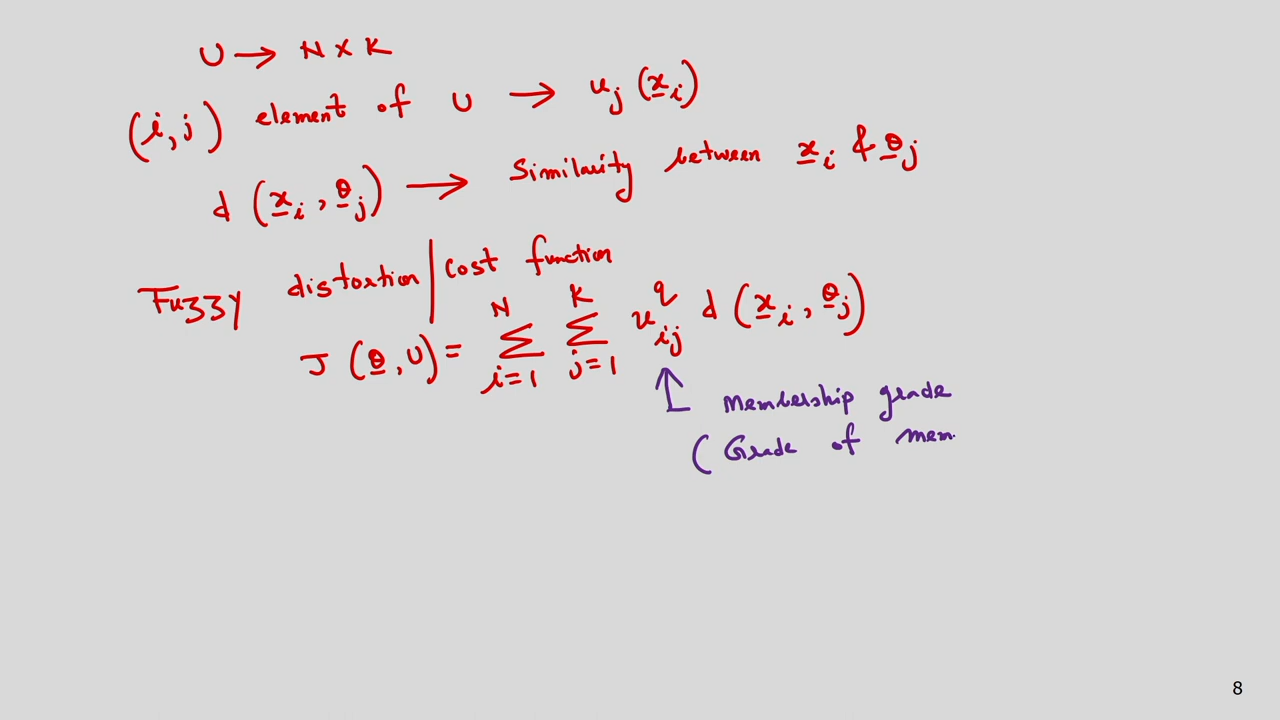 U → N x K
(i, j) element of U → u_j (x_i)
d (x_i, θ_j) → Similarity between x_i & θ_j
Fuzzy distortion | cost function
J (θ, U) = Σ_{i=1}^{N} Σ_{j=1}^{K} u_{ij}^q d (x_i, θ_j)
↑ Membership grade
( Grade of mem
8